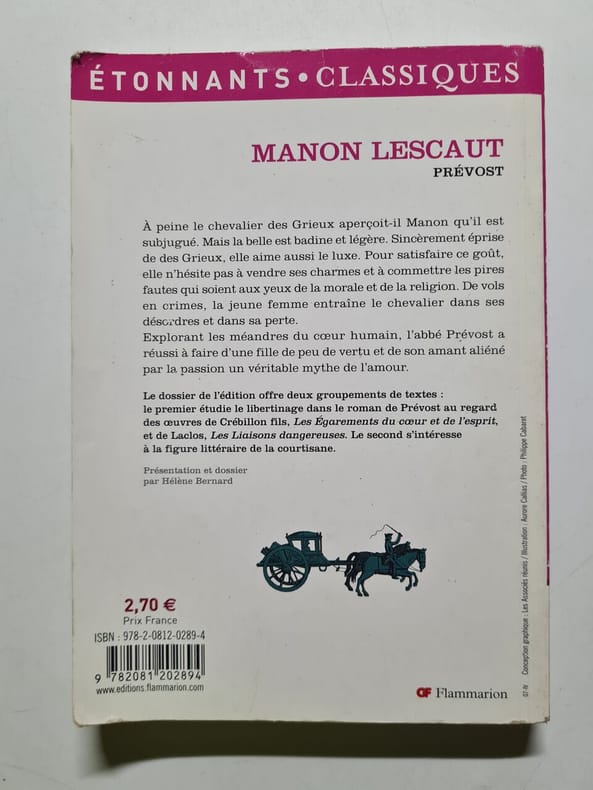 ÉTONNANTS • CLASSIQUES
MANON LESCAUT
PRÉVOST
À peine le chevalier des Grieux aperçoit-il Manon qu'il est
subjugué. Mais la belle est badine et légère. Sincèrement éprise
de des Grieux, elle aime aussi le luxe. Pour satisfaire ce goût,
elle n'hésite pas à vendre ses charmes et à commettre les pires
fautes qui soient aux yeux de la morale et de la religion. De vols
en crimes, la jeune femme entraîne le chevalier dans ses
désordres et dans sa perte.
Explorant les méandres du cœur humain, l'abbé Prévost a
réussi à faire d'une fille de peu de vertu et de son amant aliéné
par la passion un véritable mythe de l'amour.
Le dossier de l'édition offre deux groupements de textes :
le premier étudie le libertinage dans le roman de Prévost au regard
des œuvres de Crébillon fils, Les Égarements du cœur et de l'esprit,
et de Laclos, Les Liaisons dangereuses. Le second s'intéresse
à la figure littéraire de la courtisane.
Présentation et dossier
par Hélène Bernard
2,70 €
Prix France
ISBN : 978-2-0812-0289-4
9 782081 202894
www.editions.flammarion.com
Flammarion
07-IV Conception graphique : Les Associés réunis / Illustration : Aurore Callias / Photo : Philippe Cabaret